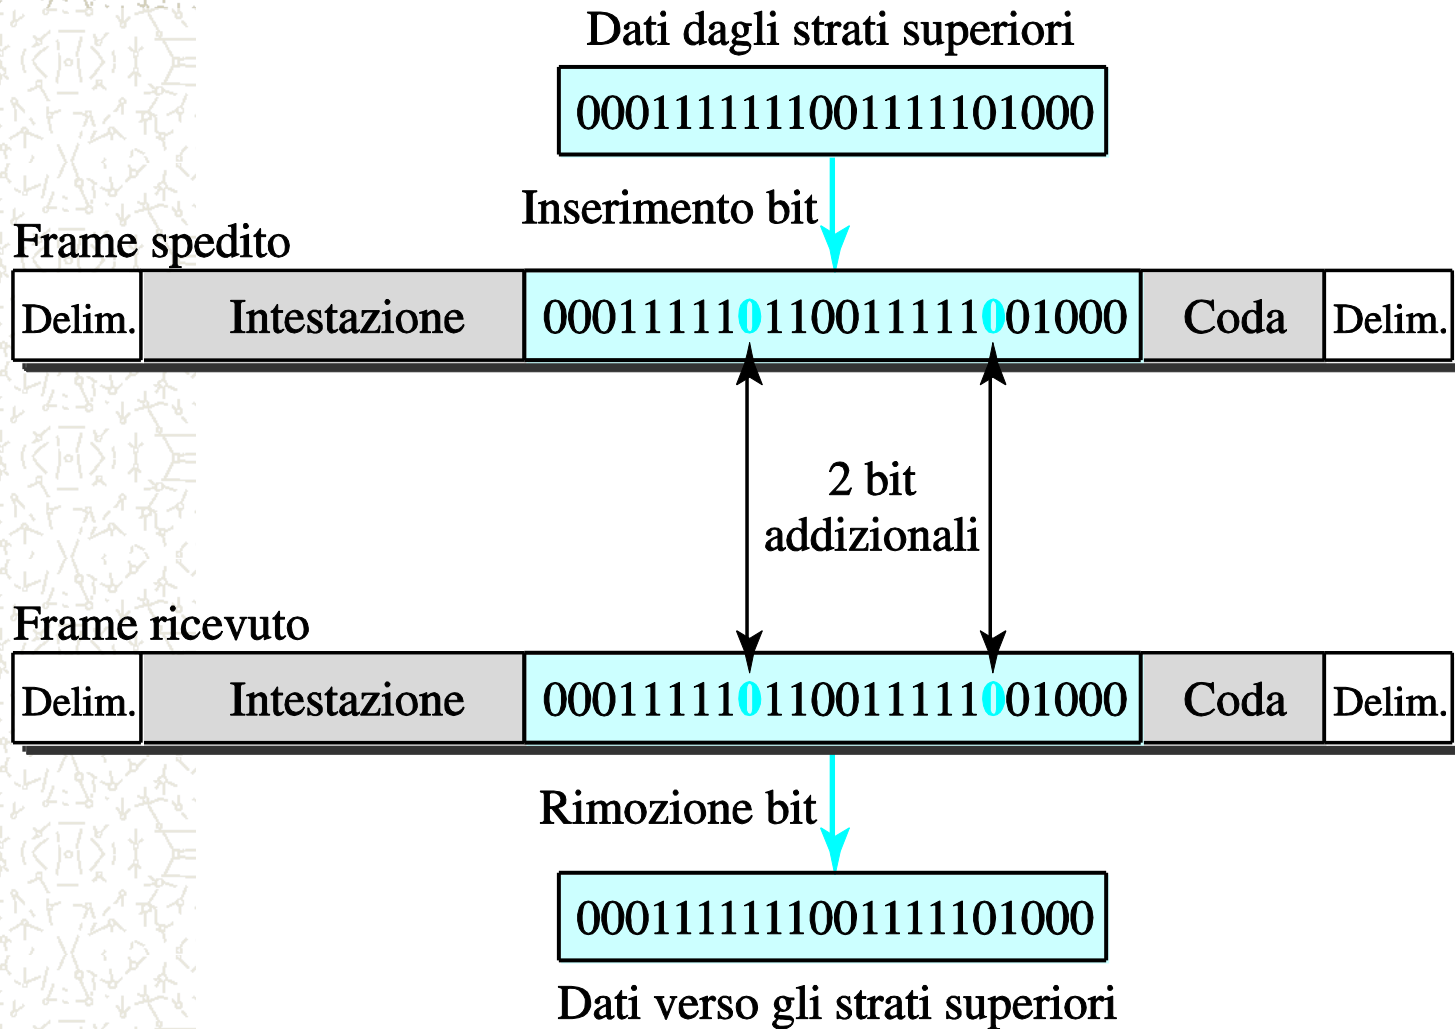 Dati dagli strati superiori
0001111111001111101000
Inserimento bit
Frame spedito
Delim. Intestazione 000111110110011111001000 Coda Delim.
2 bit
addizionali
Frame ricevuto
Delim. Intestazione 000111110110011111001000 Coda Delim.
Rimozione bit
0001111111001111101000
Dati verso gli strati superiori